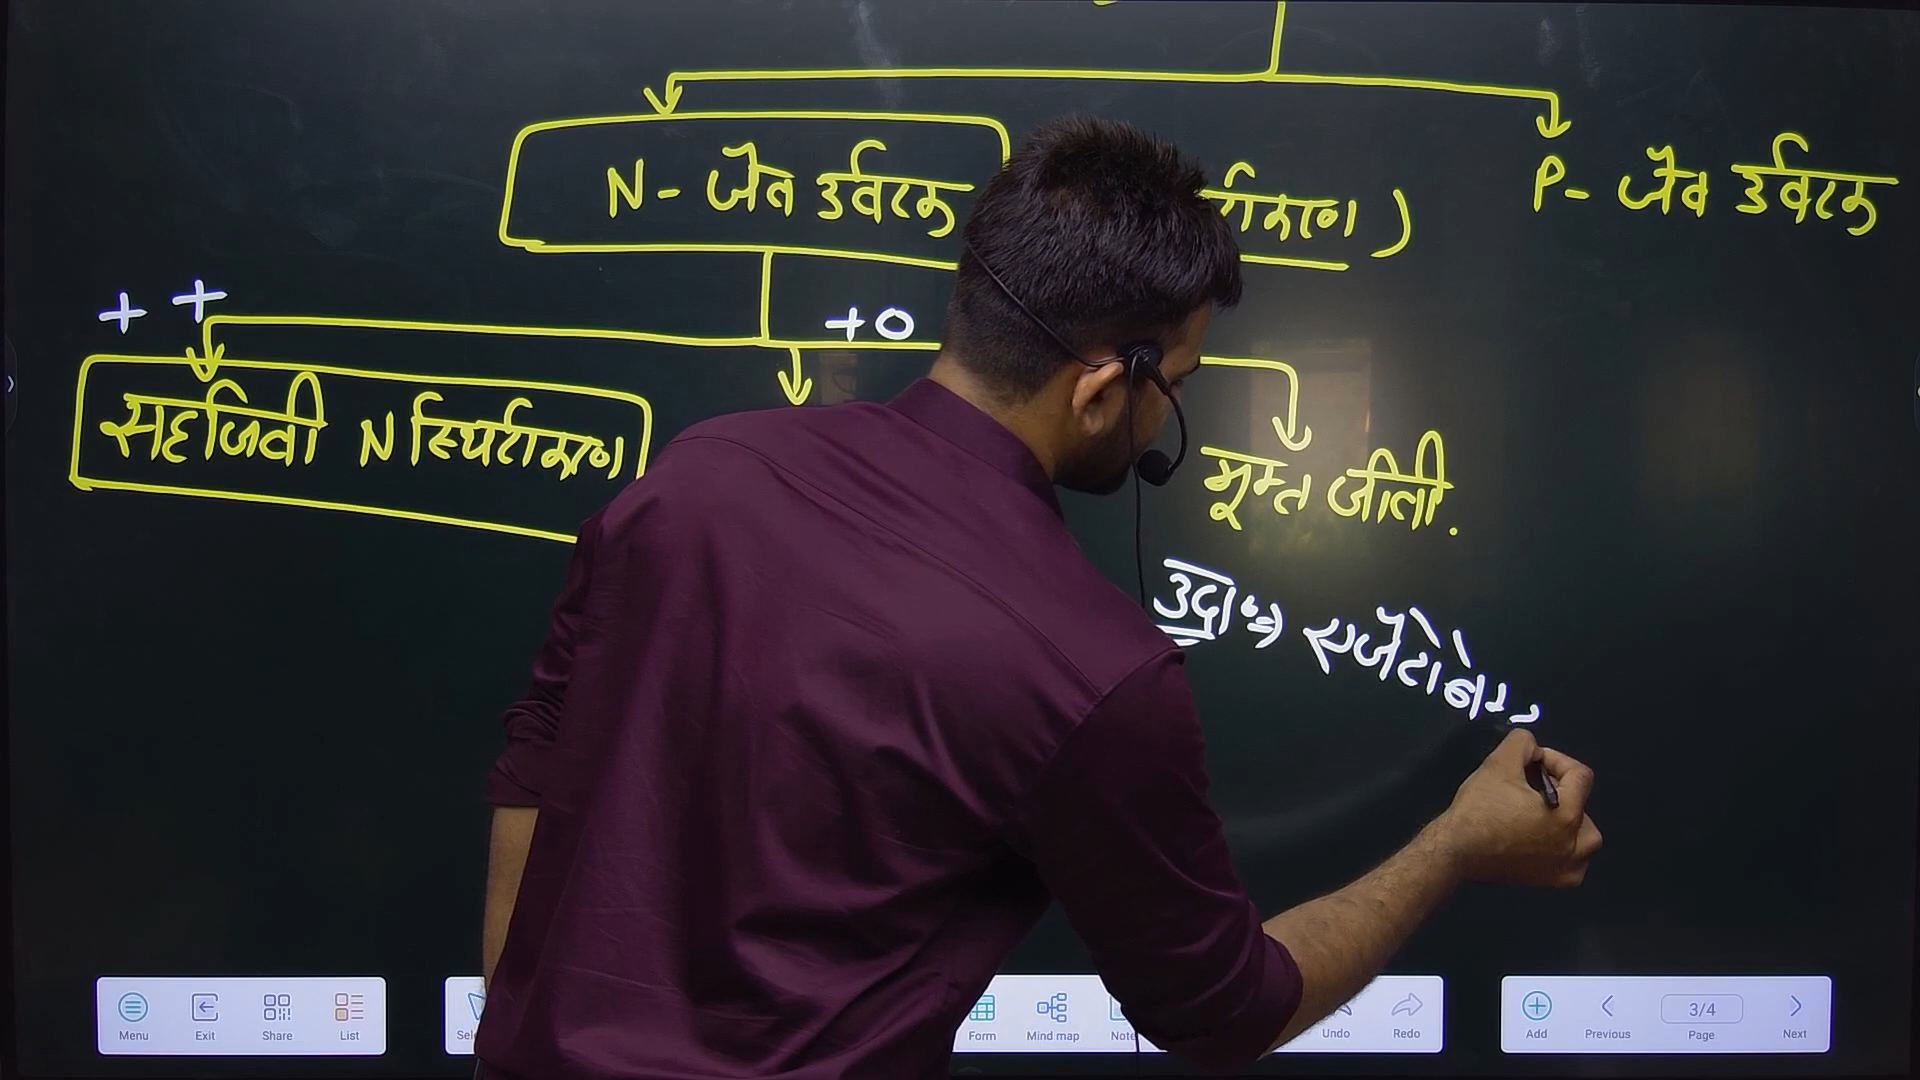 N- जैव उर्वरक
P- जैव उर्वरक
+ +
+0
सहजिवी N स्थिरीकरण
मूक्त जीवी.
उदा॰ ⇒ एजेटोबै
Menu Exit Share List Form Mind map Note Undo Redo Add Previous 3/4 Page Next